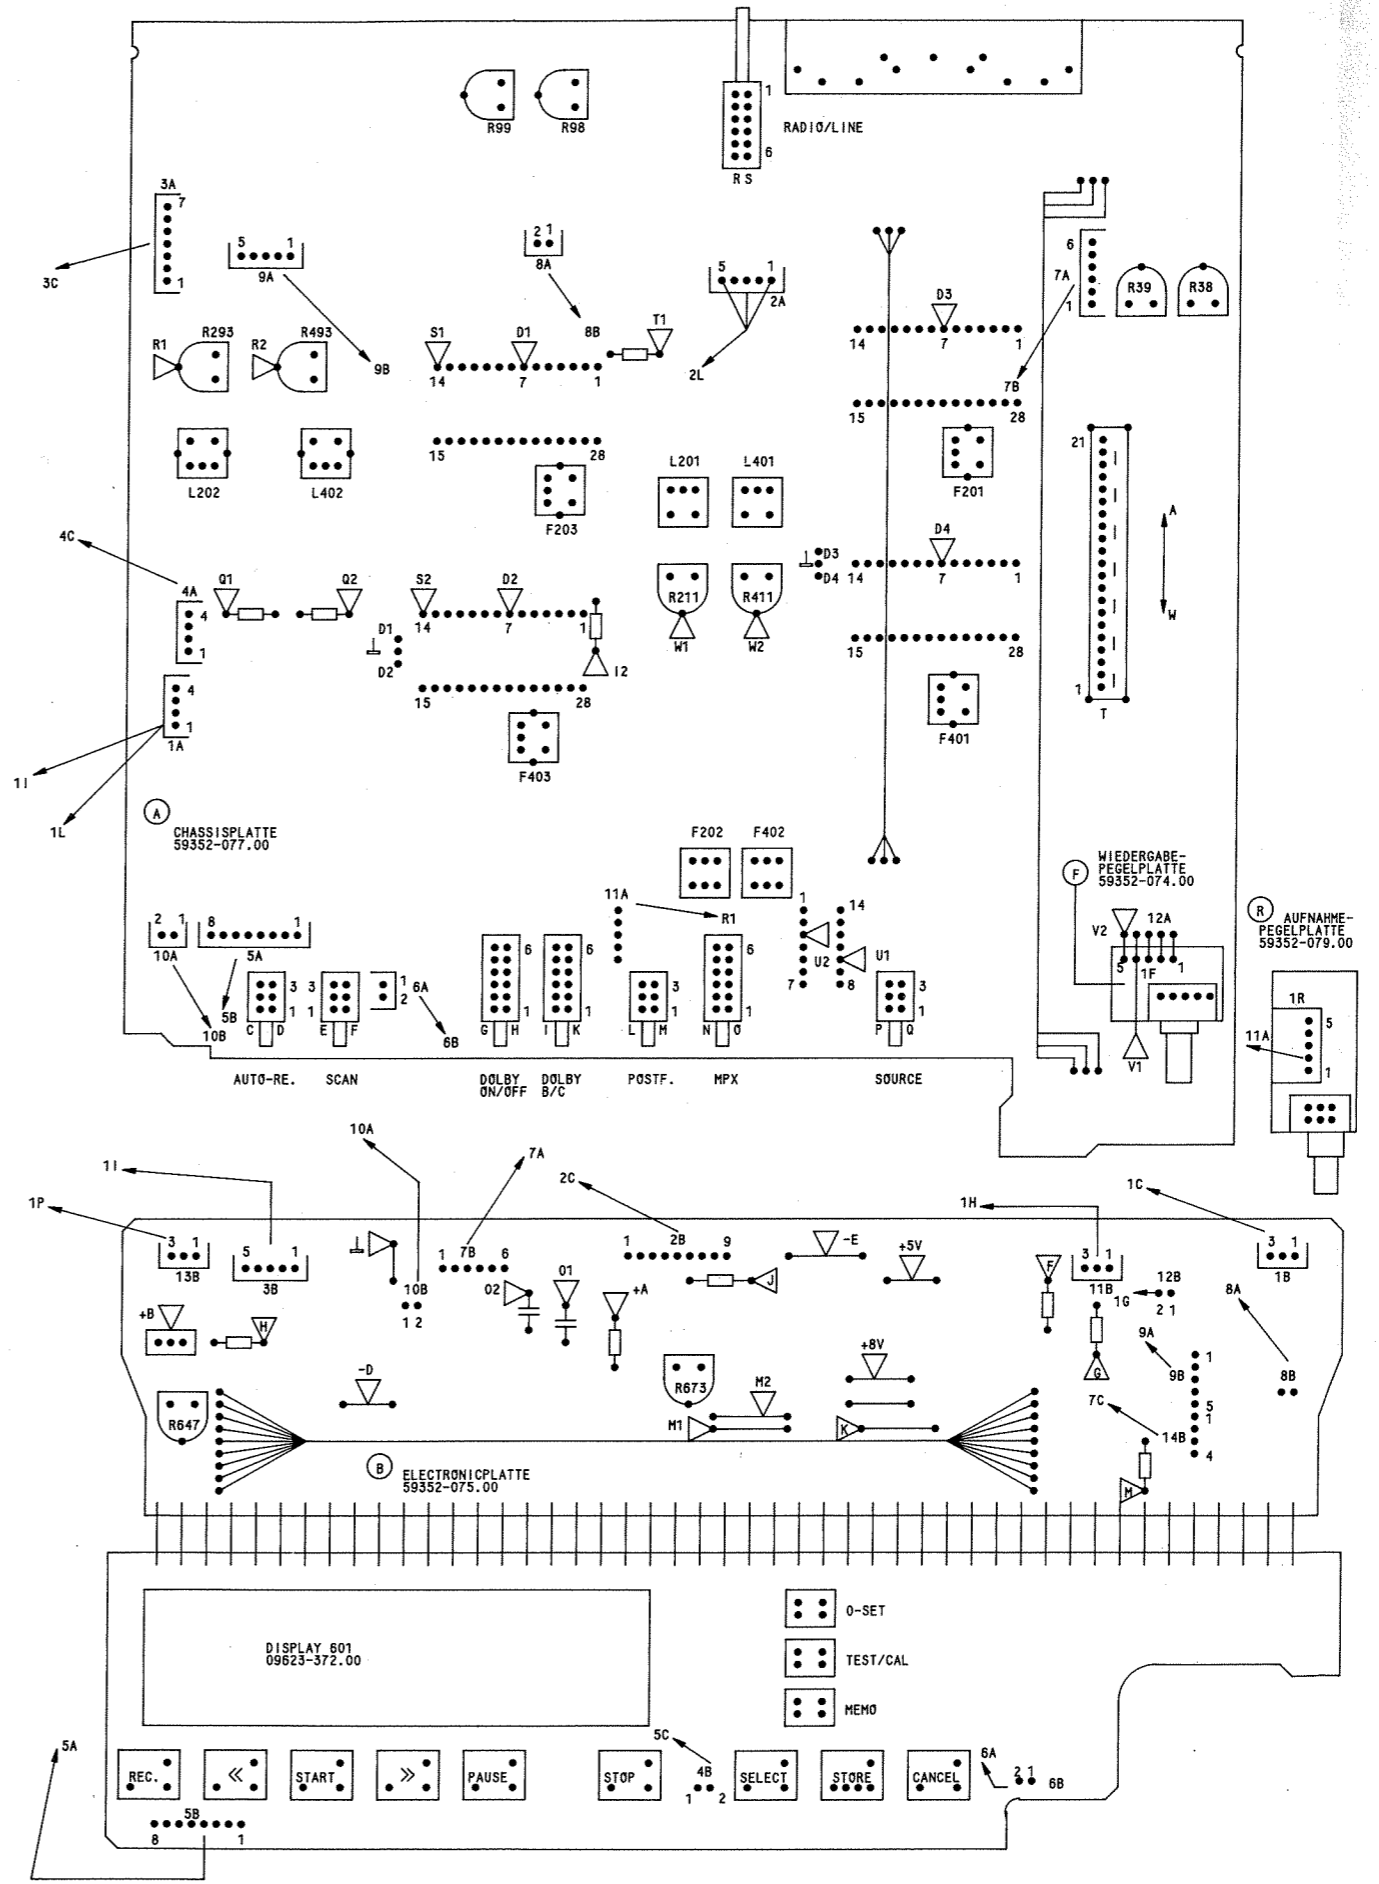 R99 R98
1
RADIO/LINE
6
R S
3A
7
1
3C
5 1
9A
2 1
8A
8B
5 1
2A
2L
6
7A
1
R39 R38
D3
14 7 1
7B
15 28
R1 R293 R2 R493
9B
S1 D1 T1
14 7 1
15 28
L202 L402
F203
L201 L401
F201
21
A
W
1
T
4C
4A
4
1
Q1 Q2
S2 D2
14 7 1
D1
D2
I2
15 28
R211 R411
W1 W2
D3
D4
D4
14 7 1
15 28
4
1
1A
1I
1L
F403
F401
A
CHASSISPLATTE
59352-077.00
F202 F402
F
WIEDERGABE-
PEGELPLATTE
59352-074.00
R
AUFNAHME-
PEGELPLATTE
59352-079.00
2 1
10A
8 1
5A
11A
R1
1 14
U2 U1
7 8
V2 12A
5 1F 1
V1
1R
5
1
11A
5B
10B
3
1
C D
3
1
E F
1
2
6A
6B
6
1
G H
6
1
I K
3
1
L M
6
1
N O
3
1
P Q
AUTO-RE. SCAN DOLBY
ON/OFF
DOLBY
B/C
POSTF. MPX SOURCE
10A
1I
7A
2C
1H
1C
1P
3 1
13B
5 1
3B
10B
1 2
1 7B 6
1 2B 9
-E
+5V
O2 O1
+A
J
F
3 1
11B
1G
12B
2 1
3 1
1B
8A
+B
H
-D
R673
M2
M1
+8V
K
G
9A
9B
1
5
1
4
8B
7C
14B
M
R647
B
ELECTRONICPLATTE
59352-075.00
DISPLAY 601
09623-372.00
0-SET
TEST/CAL
MEMO
5A
5C
4B
1 2
6A
2 1
6B
REC. « START » PAUSE STOP SELECT STORE CANCEL
5B
8 1